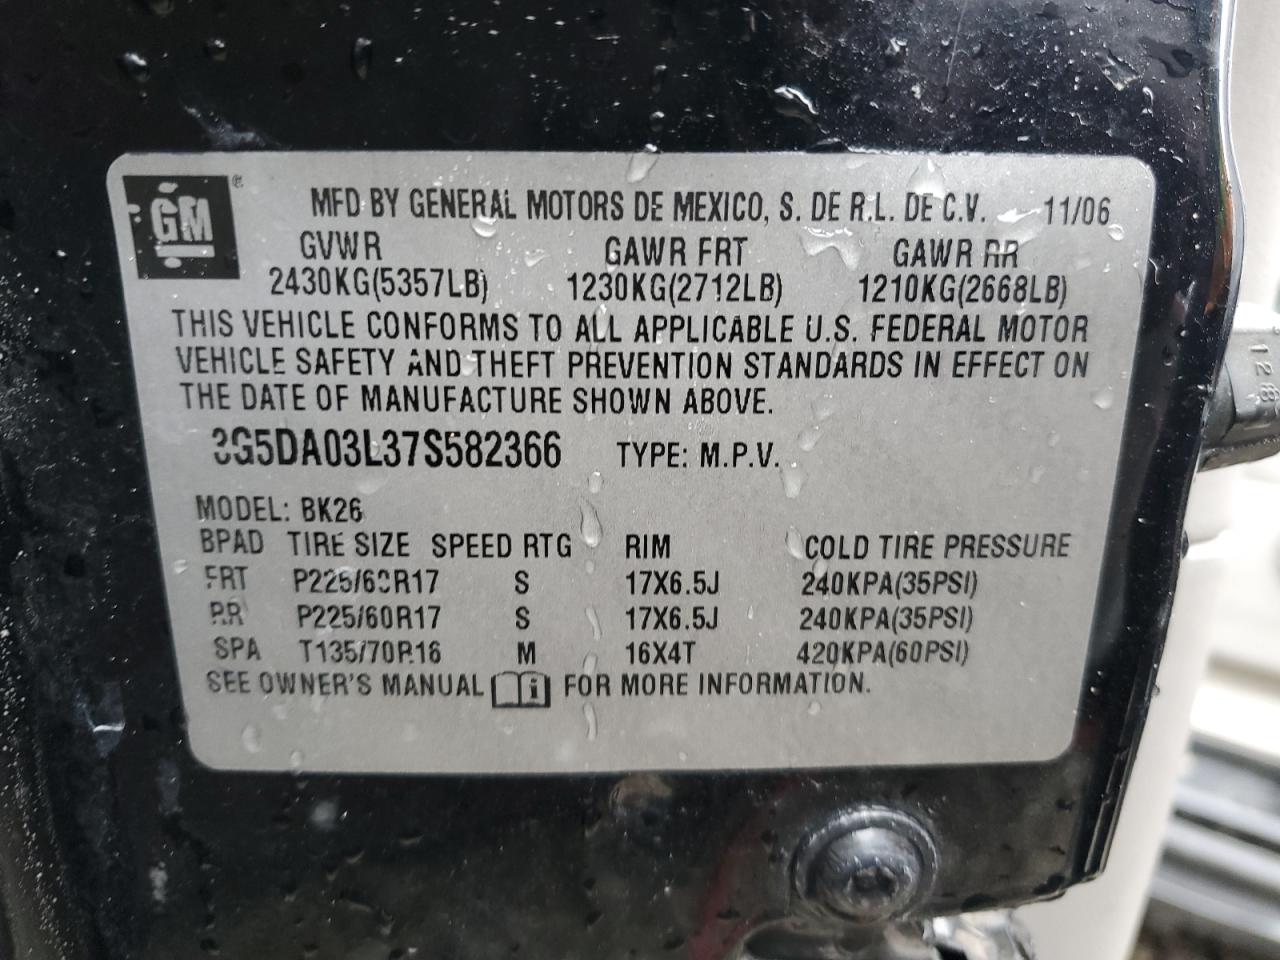 GM ®
MFD BY GENERAL MOTORS DE MEXICO, S. DE R.L. DE C.V. 11/06
GVWR GAWR FRT GAWR RR
2430KG(5357LB) 1230KG(2712LB) 1210KG(2668LB)
THIS VEHICLE CONFORMS TO ALL APPLICABLE U.S. FEDERAL MOTOR
VEHICLE SAFETY AND THEFT PREVENTION STANDARDS IN EFFECT ON
THE DATE OF MANUFACTURE SHOWN ABOVE.
3G5DA03L37S582366 TYPE: M.P.V.
MODEL: BK26
BPAD TIRE SIZE SPEED RTG RIM COLD TIRE PRESSURE
FRT P225/60R17 S 17X6.5J 240KPA(35PSI)
RR P225/60R17 S 17X6.5J 240KPA(35PSI)
SPA T135/70R16 M 16X4T 420KPA(60PSI)
SEE OWNER'S MANUAL i FOR MORE INFORMATION.